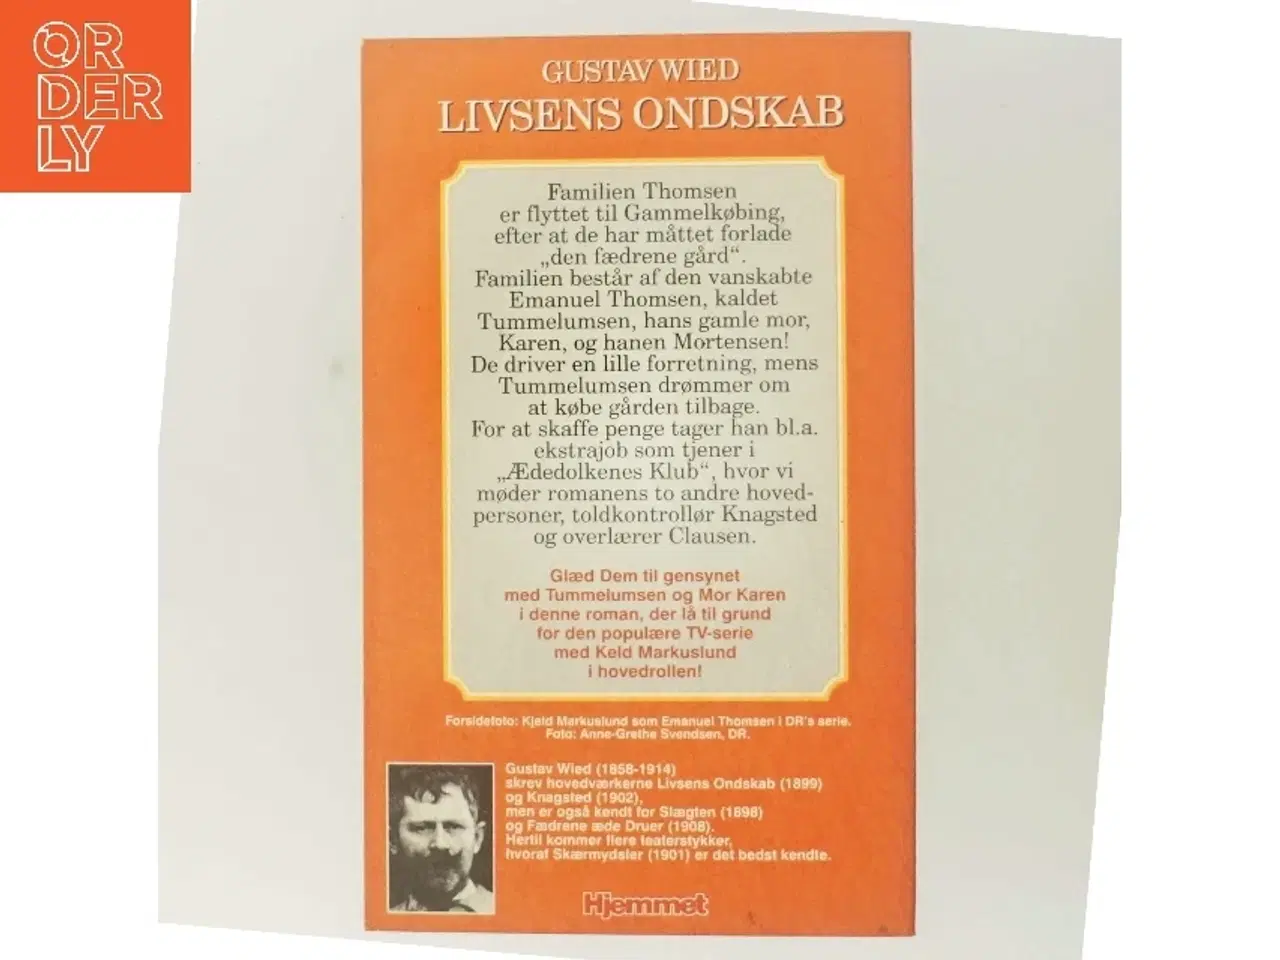 ORDERLY
GUSTAV WIED
LIVSENS ONDSKAB
Familien Thomsen
er flyttet til Gammelkøbing,
efter at de har måttet forlade
„den fædrene gård“.
Familien består af den vanskabte
Emanuel Thomsen, kaldet
Tummelumsen, hans gamle mor,
Karen, og hanen Mortensen!
De driver en lille forretning, mens
Tummelumsen drømmer om
at købe gården tilbage.
For at skaffe penge tager han bl.a.
ekstrajob som tjener i
„Ædedolkenes Klub“, hvor vi
møder romanens to andre hoved-
personer, toldkontrollør Knagsted
og overlærer Clausen.
Glæd Dem til gensynet
med Tummelumsen og Mor Karen
i denne roman, der lå til grund
for den populære TV-serie
med Keld Markuslund
i hovedrollen!
Forsidefoto: Kjeld Markuslund som Emanuel Thomsen i DR's serie.
Foto: Anne-Grethe Svendsen, DR.
Gustav Wied (1858-1914)
skrev hovedværkerne Livsens Ondskab (1899)
og Knagsted (1902),
men er også kendt for Slægten (1898)
og Fædrene æde Druer (1908).
Hertil kommer flere teaterstykker,
hvoraf Skærmydsler (1901) er det bedst kendte.
Hjemmet